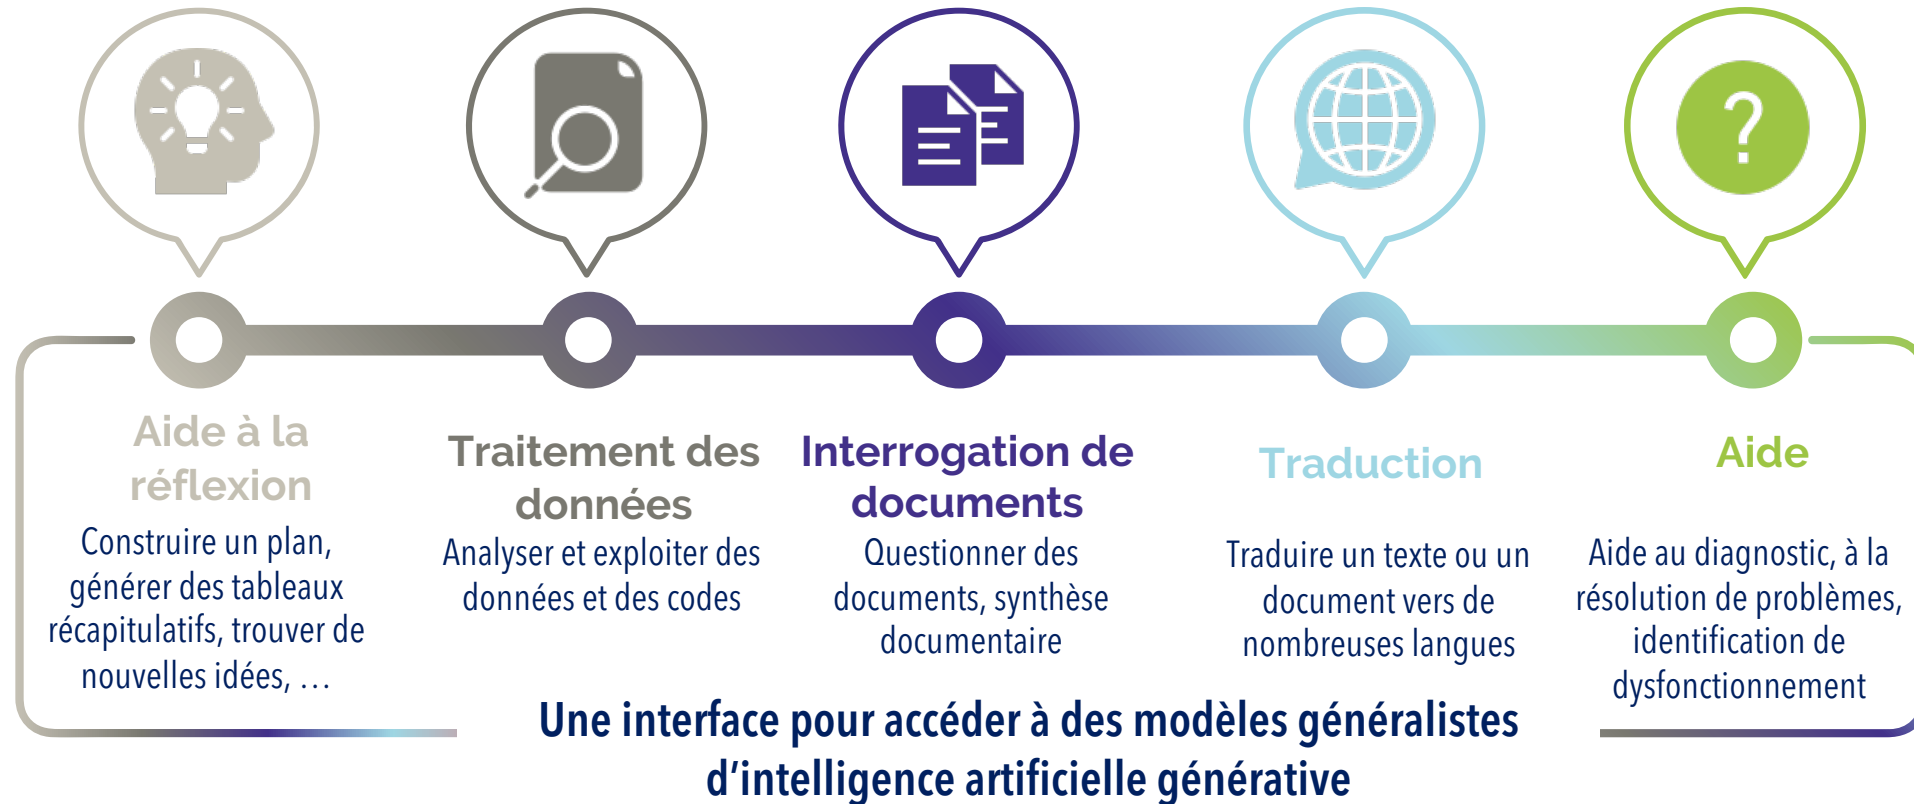 Aide à la
réflexion
Construire un plan,
générer des tableaux
récapitulatifs, trouver de
nouvelles idées, …
Traitement des
données
Analyser et exploiter des
données et des codes
Interrogation de
documents
Questionner des
documents, synthèse
documentaire
Traduction
Traduire un texte ou un
document vers de
nombreuses langues
?
Aide
Aide au diagnostic, à la
résolution de problèmes,
identification de
dysfonctionnement
Une interface pour accéder à des modèles généralistes
d’intelligence artificielle générative